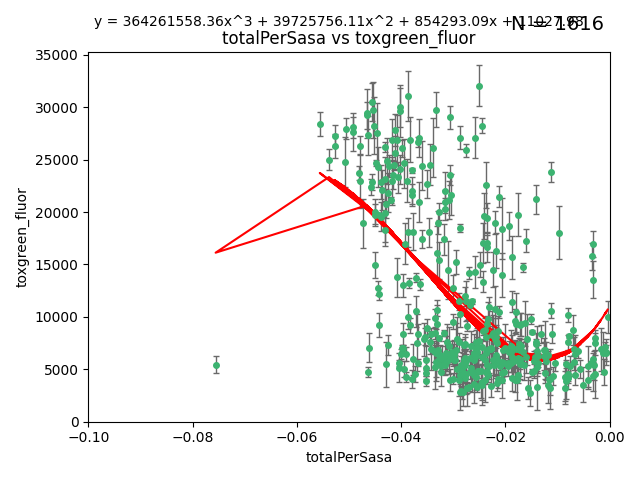 y = 364261558.36x^3 + 39725756.11x^2 + 854293.09x +
N = 1616
totalPerSasa vs toxgreen_fluor
35000
30000
25000
20000
15000
10000
5000
0
toxgreen_fluor
−0.10 −0.08 −0.06 −0.04 −0.02 0.00
totalPerSasa